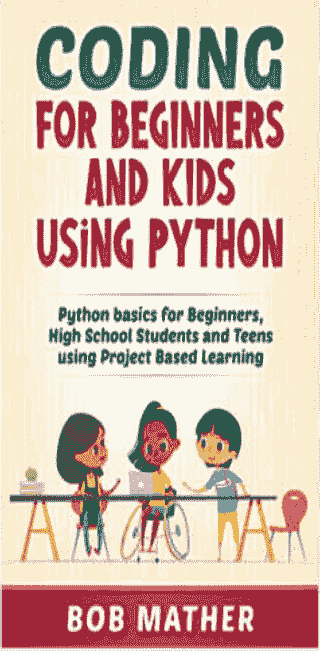 CODING
FOR BEGINNERS
AND KIDS
USiNG PYTHON
Python basics for Beginners,
High School Students and Teens
using Project Based Learning
BOB MATHER